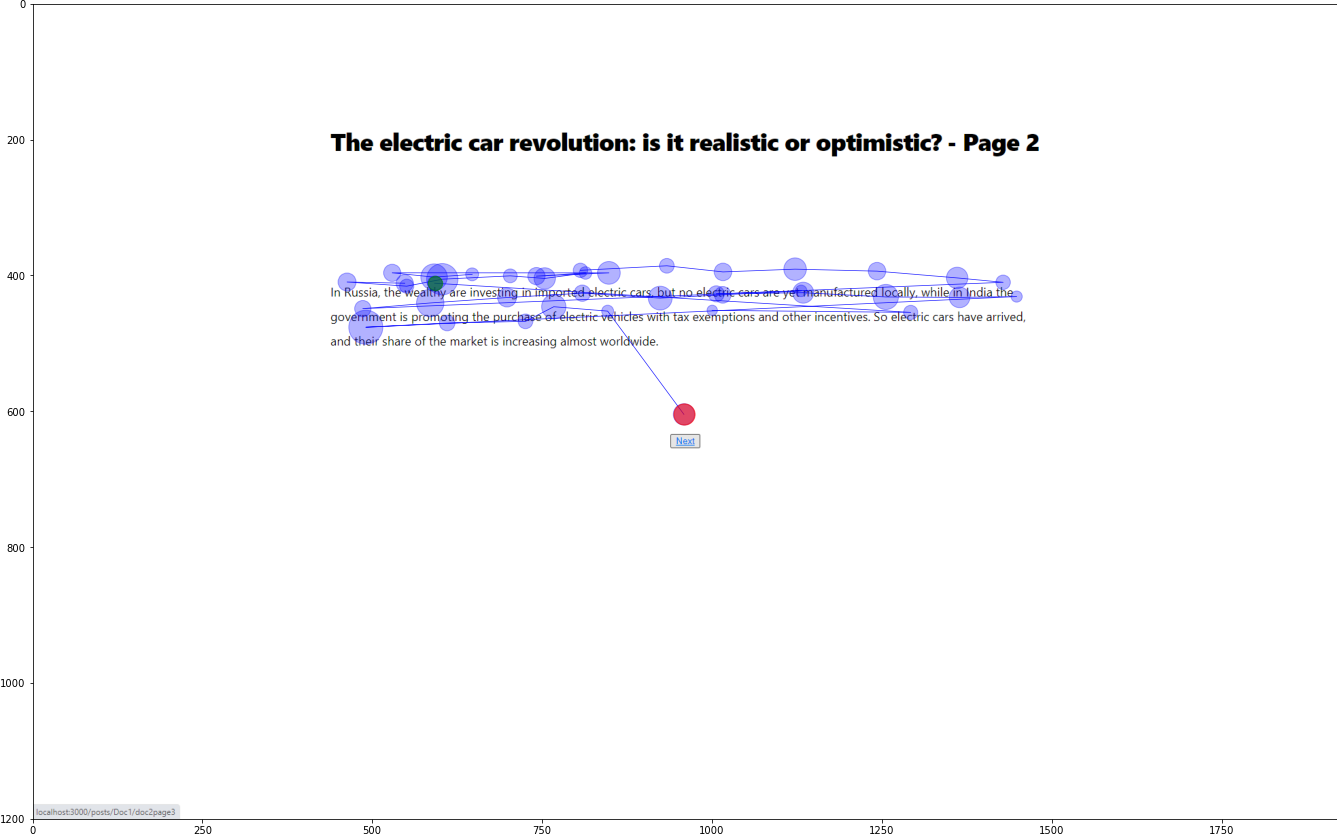 0
200
The electric car revolution: is it realistic or optimistic? - Page 2
400
In Russia, the wealthy are investing in imported electric cars, but no electric cars are yet manufactured locally, while in India the
government is promoting the purchase of electric vehicles with tax exemptions and other incentives. So electric cars have arrived,
and their share of the market is increasing almost worldwide.
600
Next
800
1000
localhost:3000/posts/Doc1/doc2page3
1200
0 250 500 750 1000 1250 1500 1750